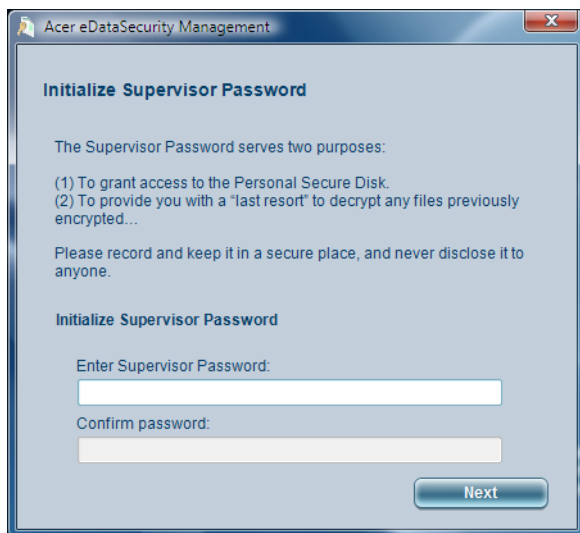 Acer eDataSecurity Management
Initialize Supervisor Password
The Supervisor Password serves two purposes:
(1) To grant access to the Personal Secure Disk.
(2) To provide you with a “last resort” to decrypt any files previously
encrypted...
Please record and keep it in a secure place, and never disclose it to
anyone.
Initialize Supervisor Password
Enter Supervisor Password:
Confirm password:
Next